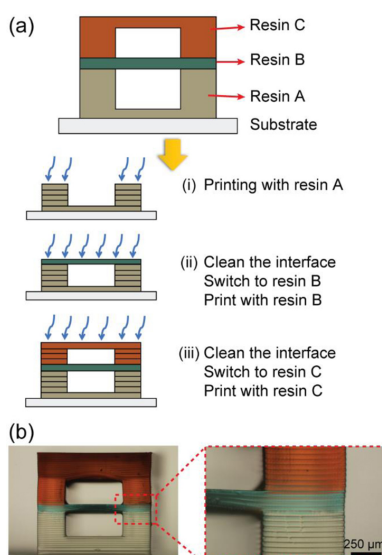 (a)
Resin C
Resin B
Resin A
Substrate
(i) Printing with resin A
(ii) Clean the interface
Switch to resin B
Print with resin B
(iii) Clean the interface
Switch to resin C
Print with resin C
(b)
250 µm